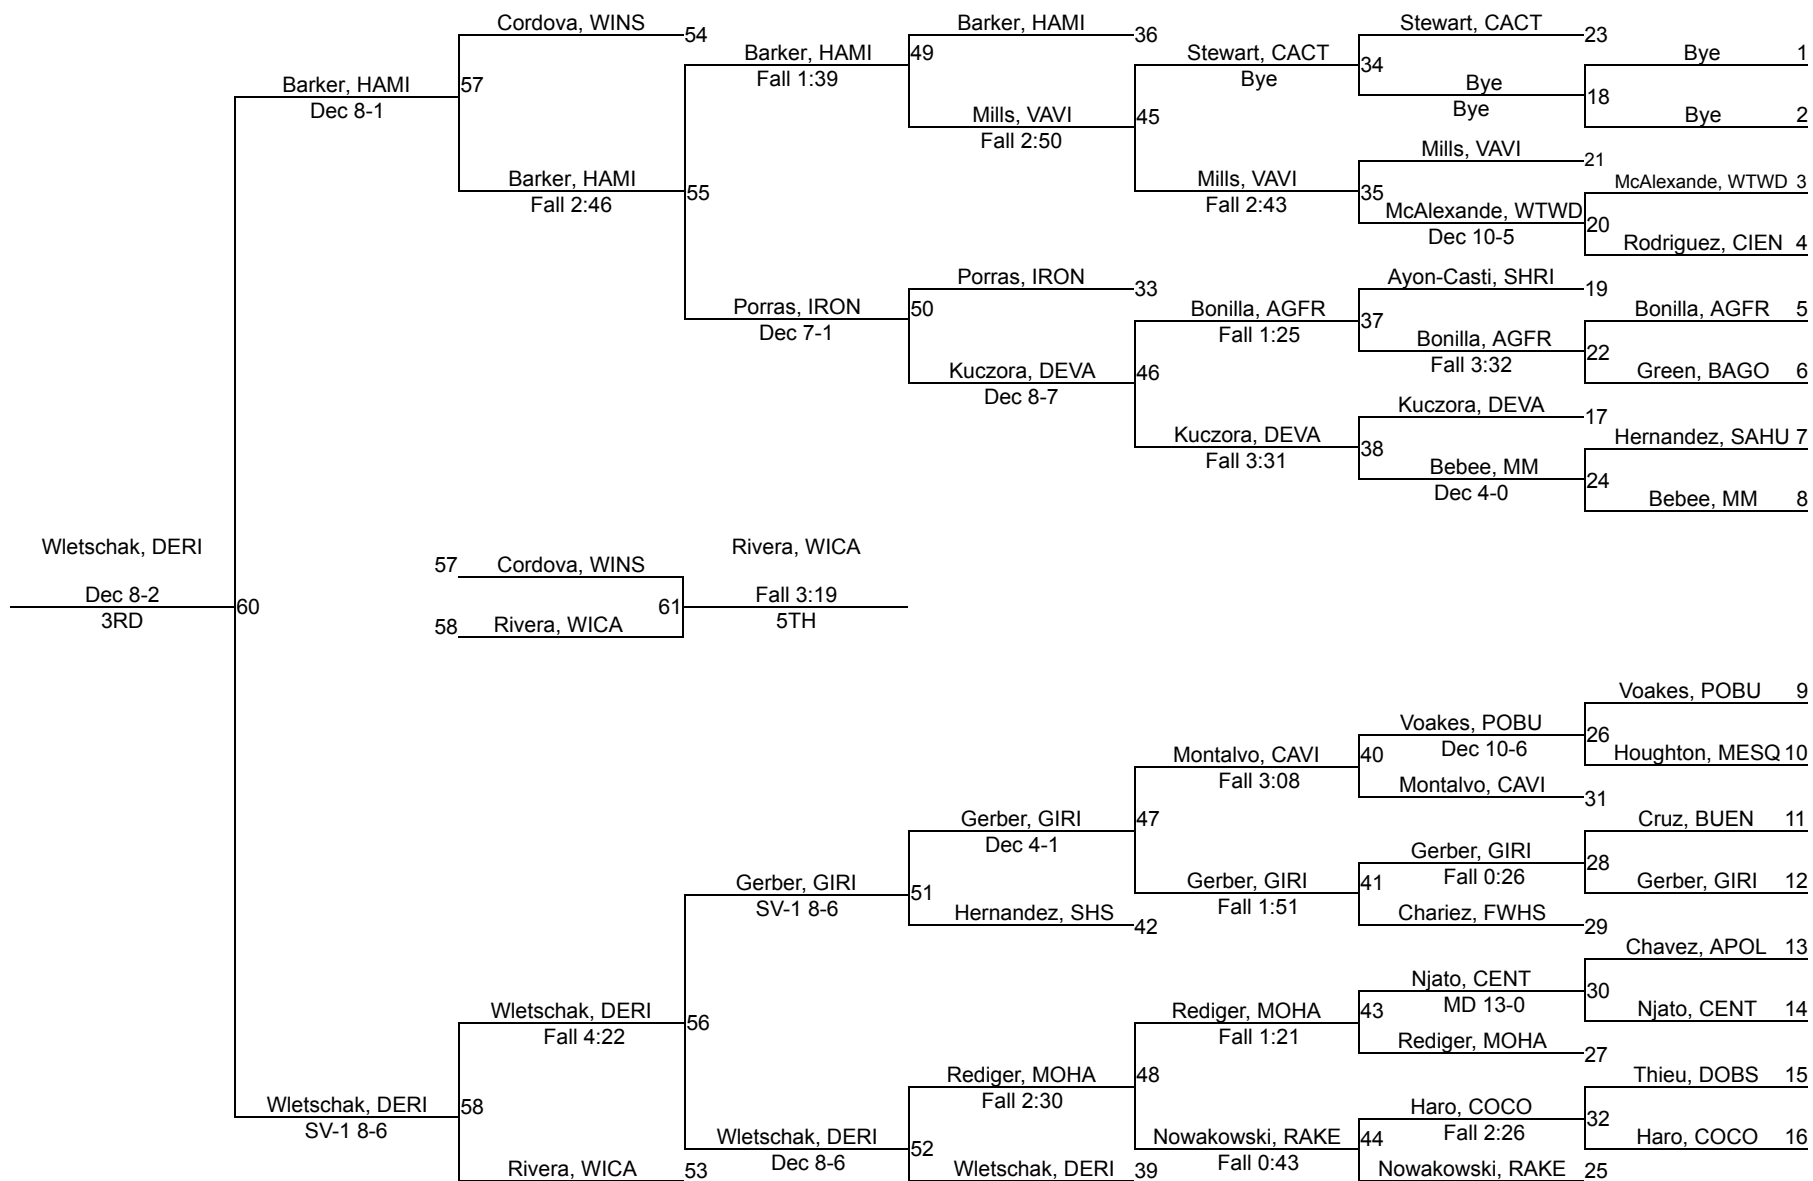 Cordova, WINS
54
Barker, HAMI
36
Stewart, CACT
23
Barker, HAMI
49
Fall 1:39
Stewart, CACT
34
Bye
Bye 1
Barker, HAMI
57
Dec 8-1
Bye
18
Bye
Mills, VAVI
45
Fall 2:50
Bye 2
Mills, VAVI
21
Barker, HAMI
55
Fall 2:46
Mills, VAVI
35
Fall 2:43
McAlexande, WTWD 3
McAlexande, WTWD
20
Dec 10-5
Rodriguez, CIEN 4
Porras, IRON
33
Ayon-Casti, SHRI
19
Porras, IRON
50
Dec 7-1
Bonilla, AGFR
37
Fall 1:25
Bonilla, AGFR 5
Bonilla, AGFR
22
Fall 3:32
Kuczora, DEVA
46
Dec 8-7
Green, BAGO 6
Kuczora, DEVA
17
Kuczora, DEVA
38
Fall 3:31
Hernandez, SAHU 7
Bebee, MM
24
Dec 4-0
Bebee, MM 8
Wletschak, DERI
Dec 8-2
60
3RD
57 Cordova, WINS
Rivera, WICA
61
Fall 3:19
5TH
58 Rivera, WICA
Voakes, POBU 9
Voakes, POBU
26
Dec 10-6
Montalvo, CAVI
40
Fall 3:08
Houghton, MESQ 10
Montalvo, CAVI
31
Gerber, GIRI
47
Dec 4-1
Cruz, BUEN 11
Gerber, GIRI
28
Fall 0:26
Gerber, GIRI
51
SV-1 8-6
Gerber, GIRI
41
Fall 1:51
Gerber, GIRI 12
Hernandez, SHS
42
Chariez, FWHS
29
Chavez, APOL 13
Njato, CENT
30
MD 13-0
Wletschak, DERI
56
Fall 4:22
Rediger, MOHA
43
Fall 1:21
Njato, CENT 14
Rediger, MOHA
27
Rediger, MOHA
48
Fall 2:30
Thieu, DOBS 15
Wletschak, DERI
58
SV-1 8-6
Haro, COCO
32
Fall 2:26
Wletschak, DERI
52
Dec 8-6
Nowakowski, RAKE
44
Fall 0:43
Haro, COCO 16
Rivera, WICA
53
Wletschak, DERI
39
Nowakowski, RAKE
25